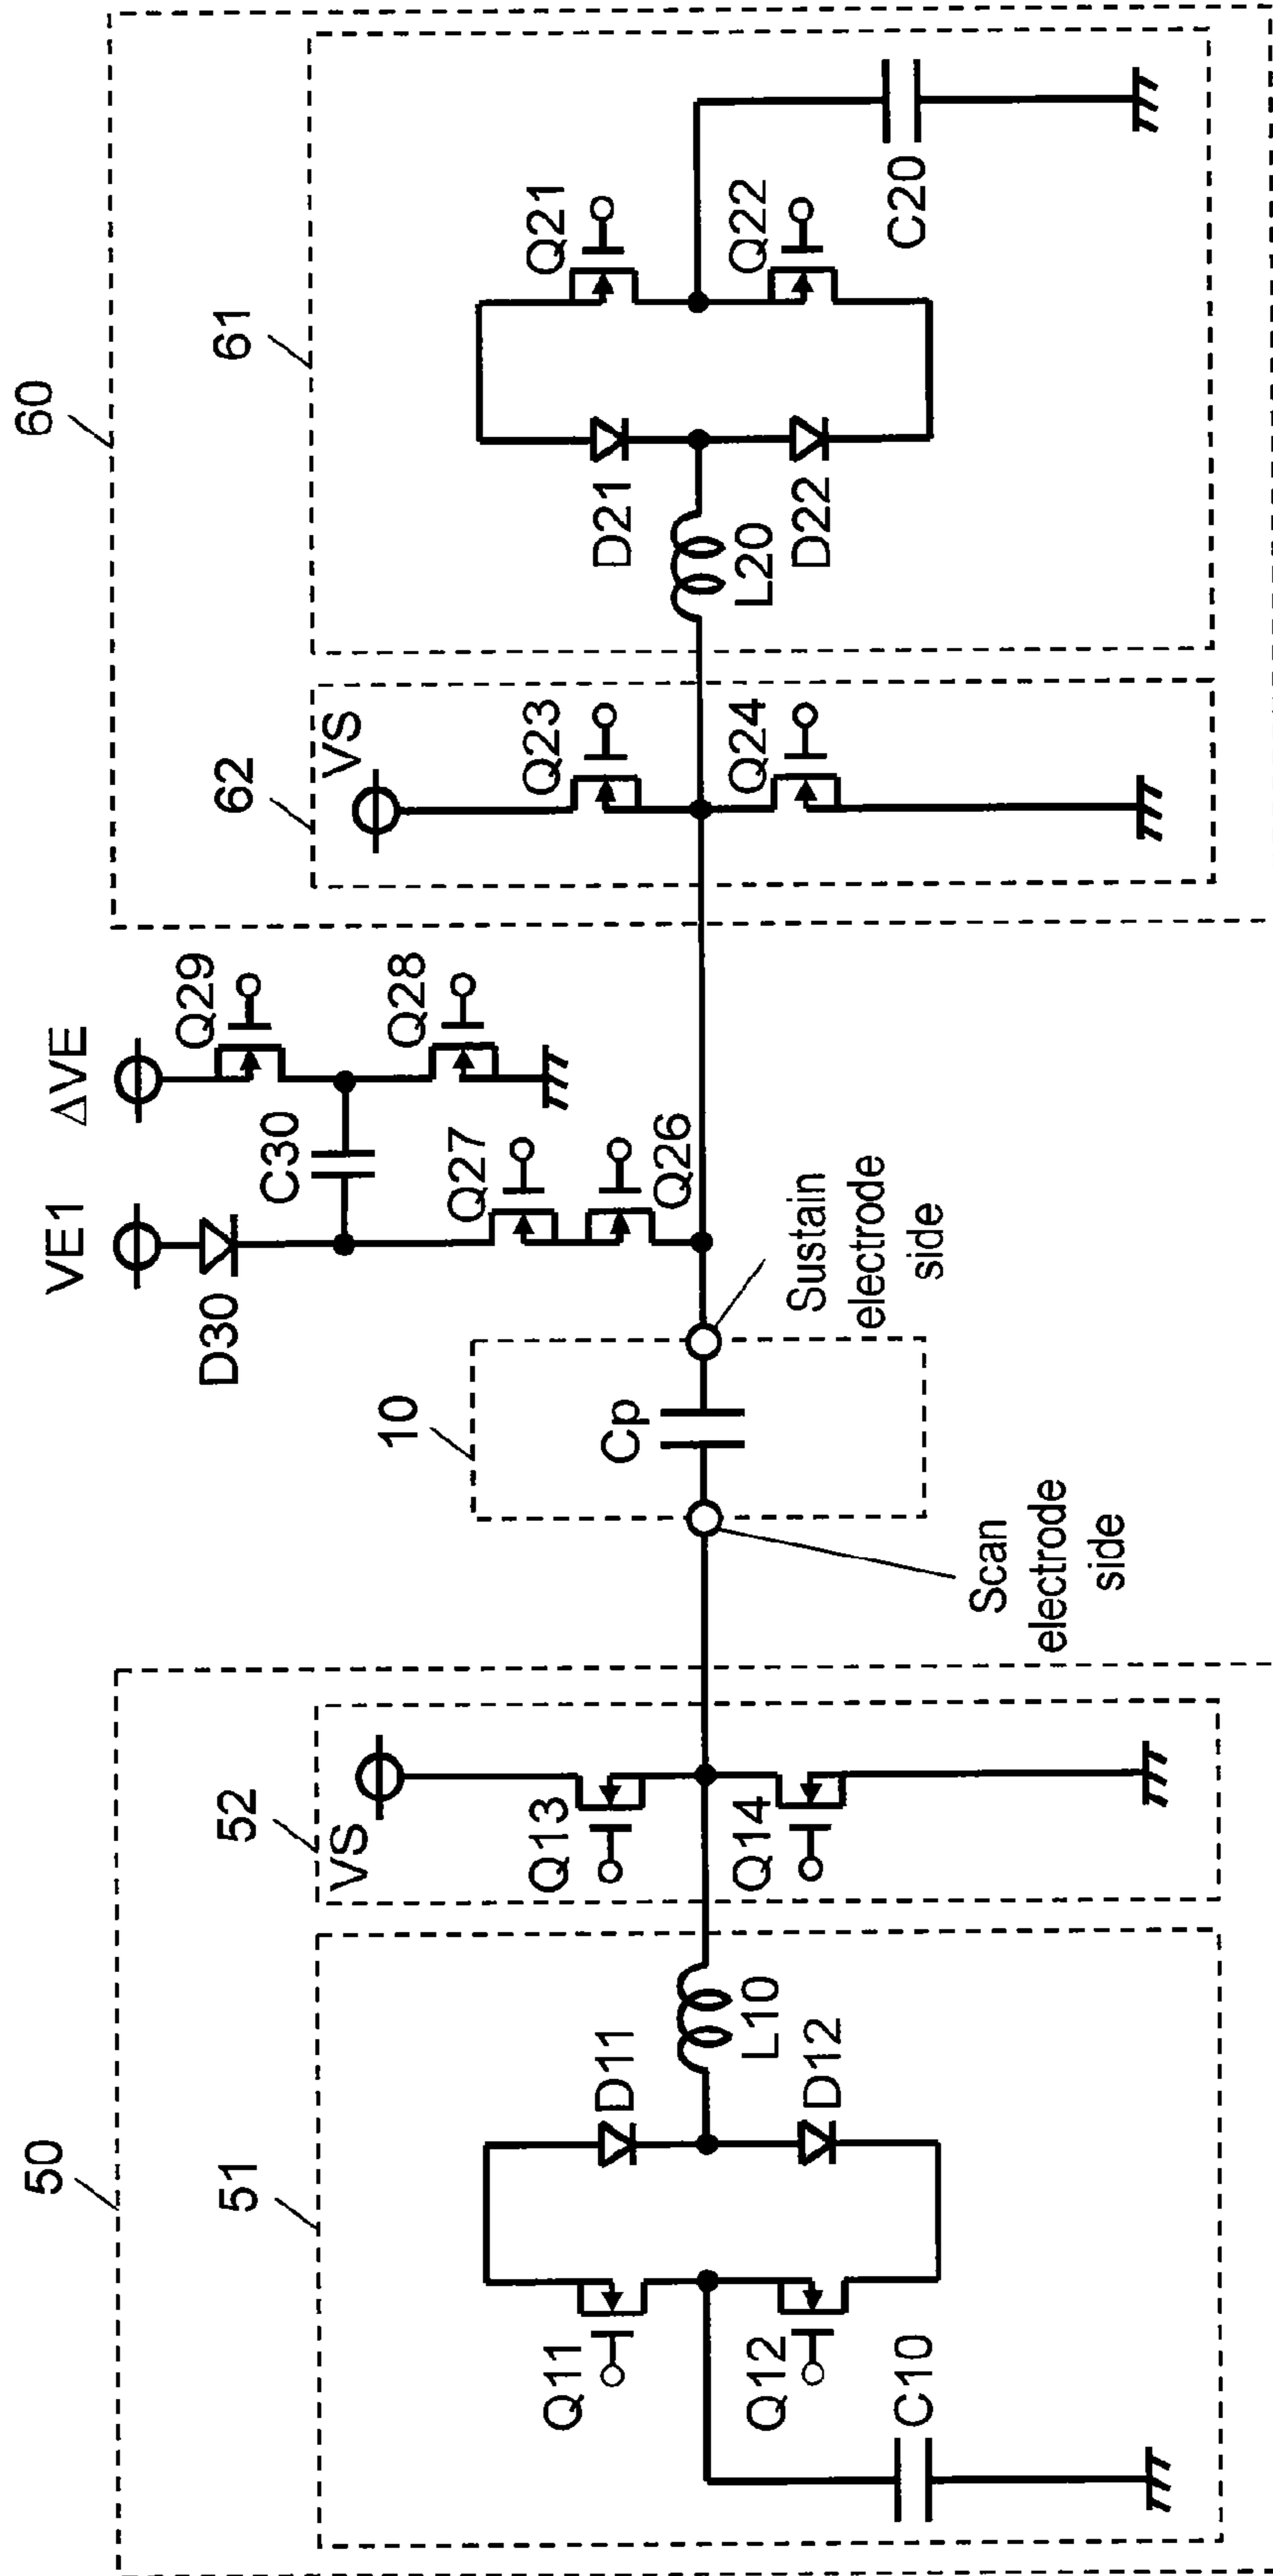 50
51
Q11
Q12
C10
D11
D12
L10
52
VS
Q13
Q14
Scan
electrode
side
10
Cp
Sustain
electrode
side
VE1
D30
C30
ΔVE
Q29
Q28
Q27
Q26
60
62
VS
Q23
Q24
61
L20
D21
D22
Q21
Q22
C20